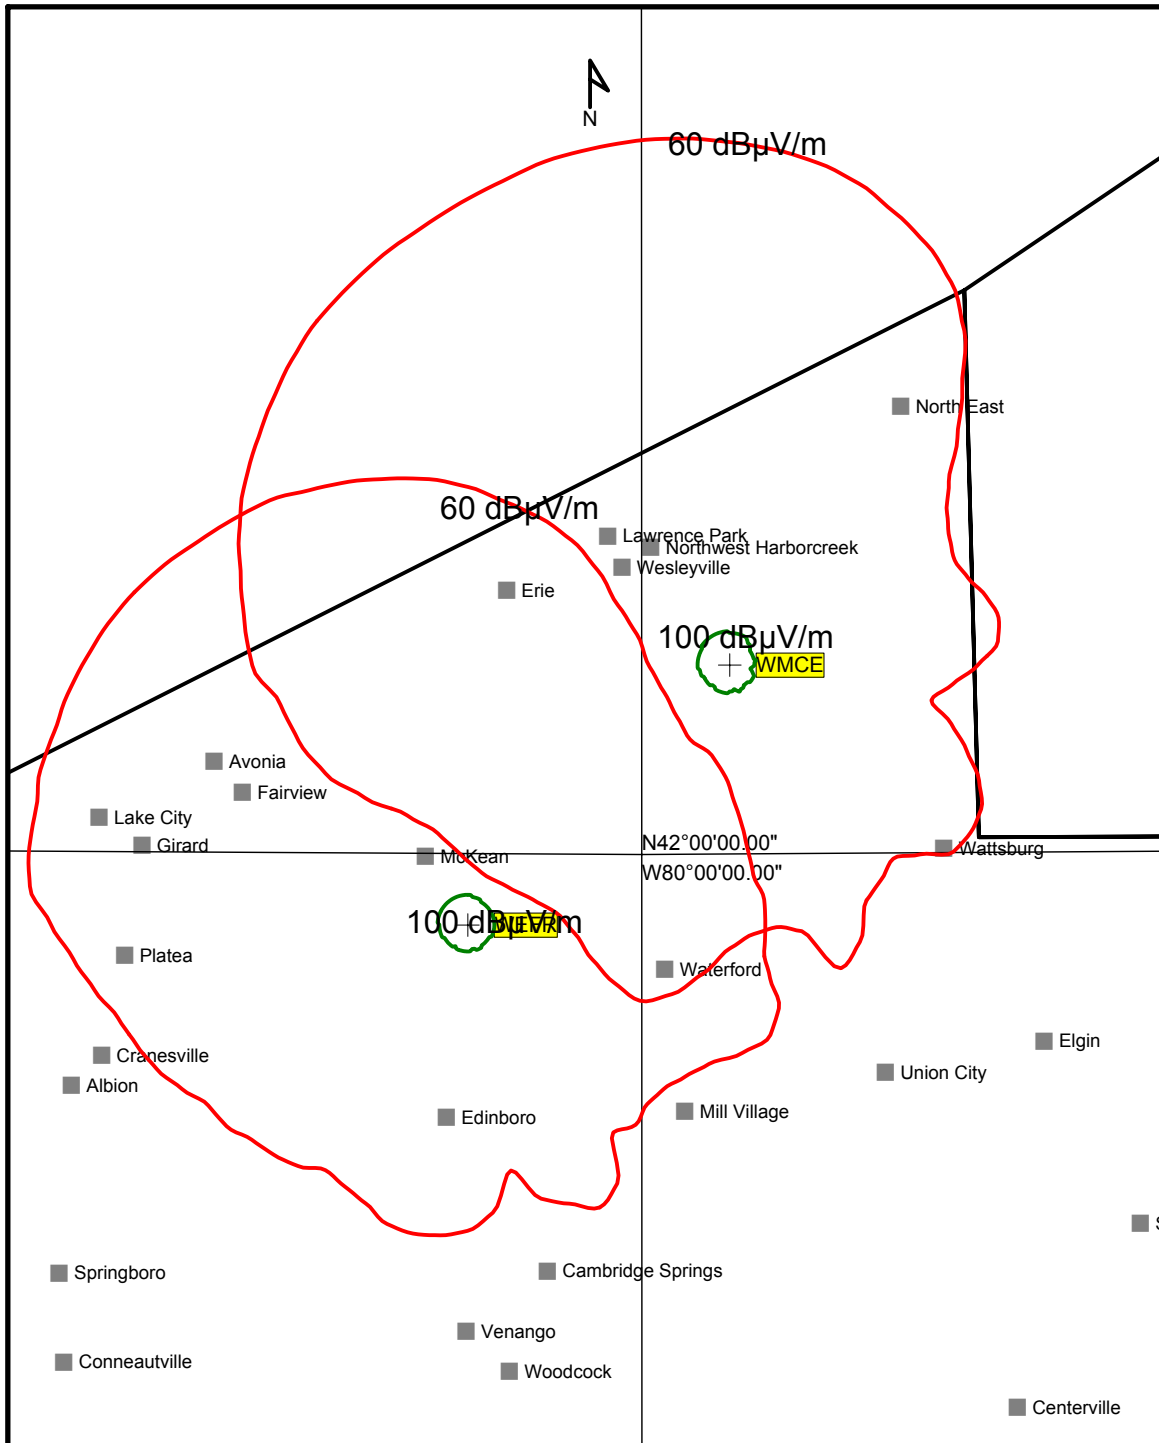 N
60 dBµV/m
North East
60 dBµV/m
Lawrence Park
Northwest Harborcreek
Wesleyville
Erie
100 dBµV/m
WMCE
Avonia
Fairview
Lake City
Girard
N42°00'00.00"
McKean
Wattsburg
W80°00'00.00"
100 dBµV/m
Platea
Waterford
Elgin
Cranesville
Union City
Albion
Mill Village
Edinboro
Springboro
Cambridge Springs
Venango
Conneautville
Woodcock
Centerville